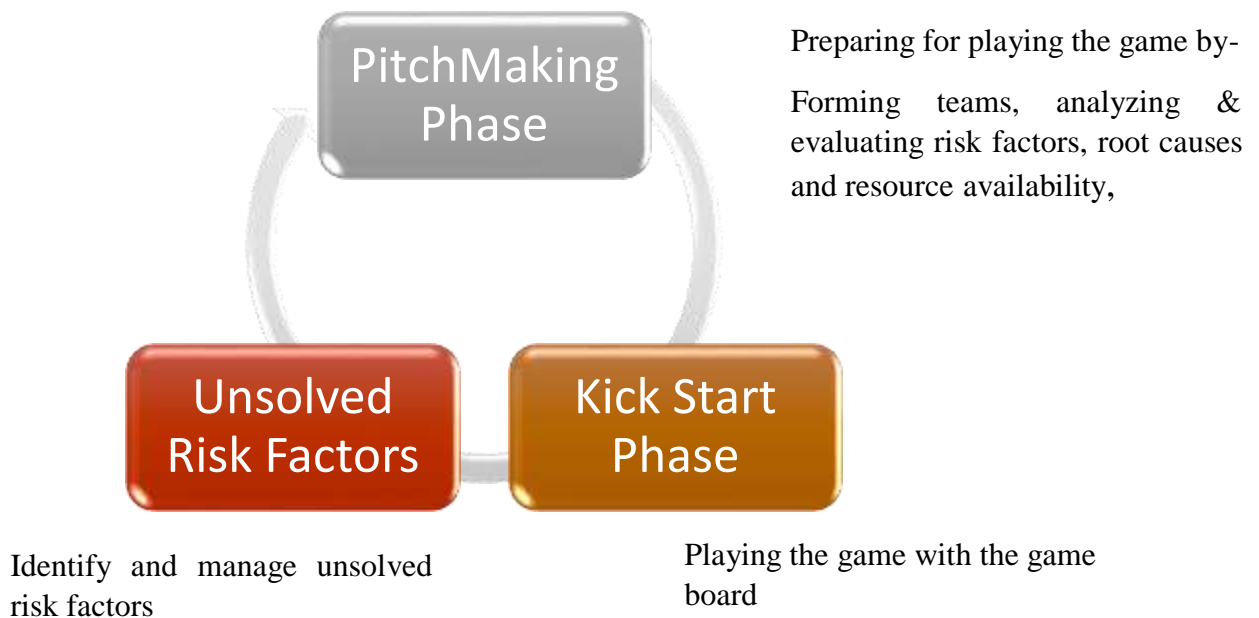 PitchMaking
Phase
Preparing for playing the game by-
Forming teams, analyzing &
evaluating risk factors, root causes
and resource availability,
Unsolved
Risk Factors
Kick Start
Phase
Identify and manage unsolved
risk factors
Playing the game with the game
board